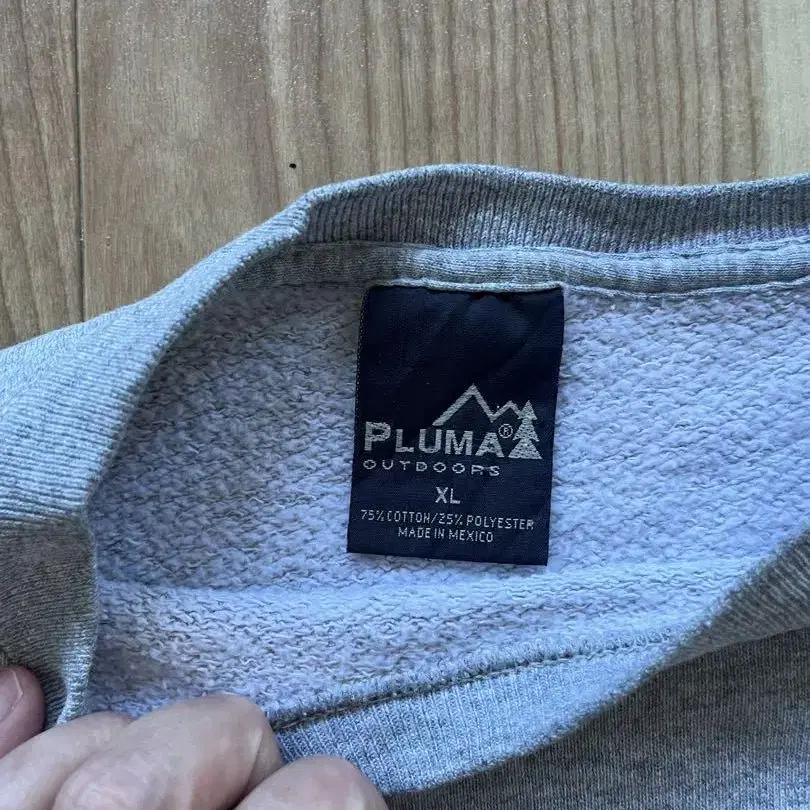 PLUMA®
OUTDOORS
XL
75% COTTON/25% POLYESTER
MADE IN MEXICO